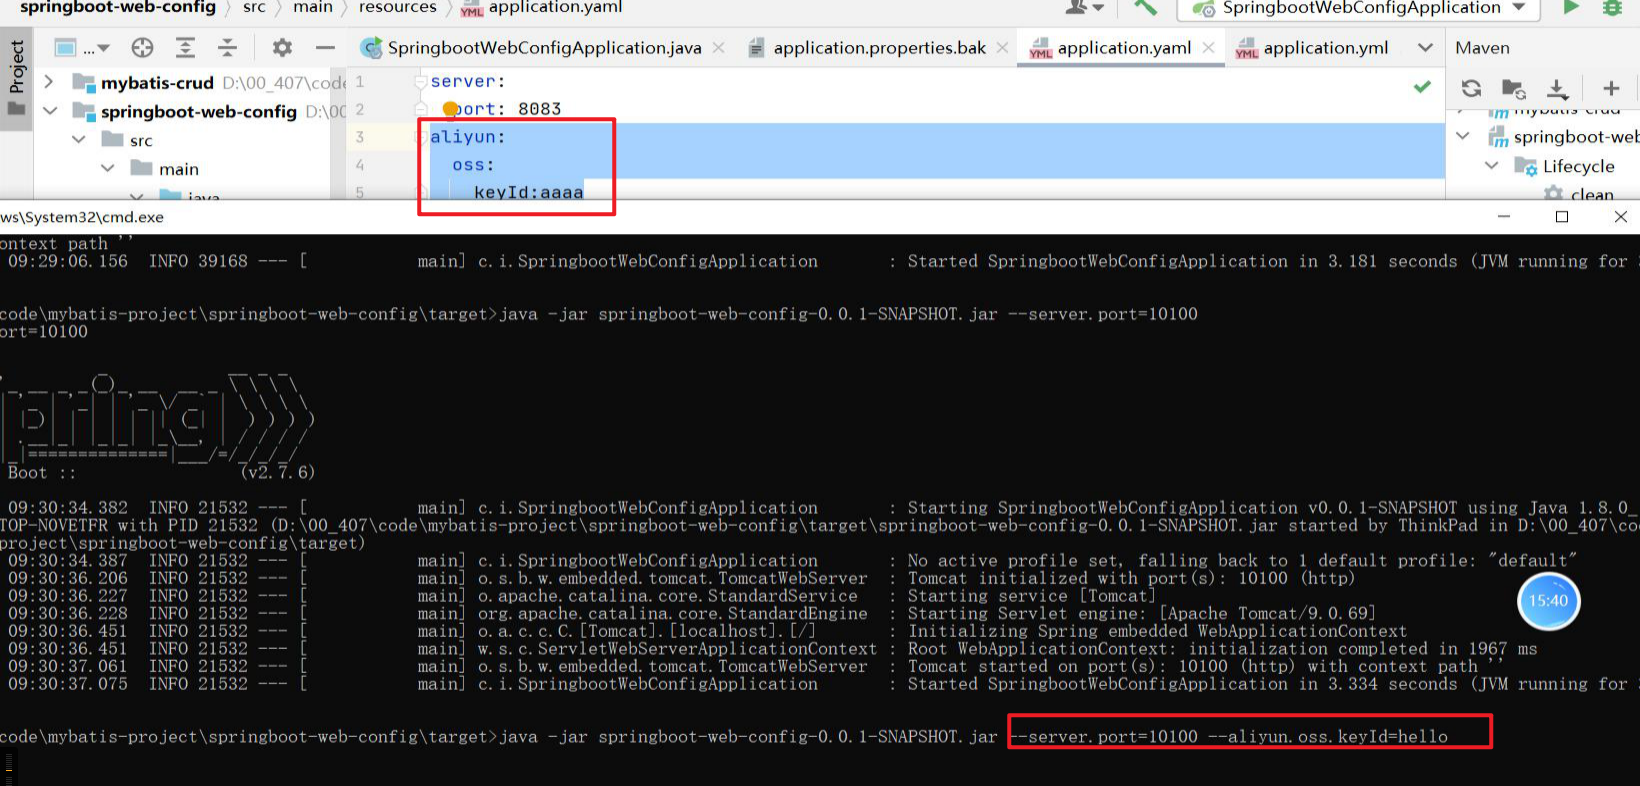 springboot-web-config 〉 src 〉 main 〉 resources 〉 application.yaml
SpringbootWebConfigApplication
Project
...
SpringbootWebConfigApplication.java
application.properties.bak
application.yaml
application.yml
Maven
mybatis-crud D:\00_407\code
springboot-web-config D:\00
src
main
java
1 server:
2 port: 8083
3 aliyun:
4 oss:
5 keyId:aaaa
mybatis-crud
springboot-web
Lifecycle
clean
ws\System32\cmd.exe
ontext path ''
09:29:06.156 INFO 39168 --- [ main] c.i.SpringbootWebConfigApplication : Started SpringbootWebConfigApplication in 3.181 seconds (JVM running for
code\mybatis-project\springboot-web-config\target>java -jar springboot-web-config-0.0.1-SNAPSHOT.jar --server.port=10100
ort=10100
Boot :: (v2.7.6)
09:30:34.382 INFO 21532 --- [ main] c.i.SpringbootWebConfigApplication : Starting SpringbootWebConfigApplication v0.0.1-SNAPSHOT using Java 1.8.0_
TOP-NOVETFR with PID 21532 (D:\00_407\code\mybatis-project\springboot-web-config\target\springboot-web-config-0.0.1-SNAPSHOT.jar started by ThinkPad in D:\00_407\co
project\springboot-web-config\target)
09:30:34.387 INFO 21532 --- [ main] c.i.SpringbootWebConfigApplication : No active profile set, falling back to 1 default profile: "default"
09:30:36.206 INFO 21532 --- [ main] o.s.b.w.embedded.tomcat.TomcatWebServer : Tomcat initialized with port(s): 10100 (http)
09:30:36.227 INFO 21532 --- [ main] o.apache.catalina.core.StandardService : Starting service [Tomcat]
09:30:36.228 INFO 21532 --- [ main] org.apache.catalina.core.StandardEngine : Starting Servlet engine: [Apache Tomcat/9.0.69]
09:30:36.451 INFO 21532 --- [ main] o.a.c.c.C.[Tomcat].[localhost].[/] : Initializing Spring embedded WebApplicationContext
09:30:36.451 INFO 21532 --- [ main] w.s.c.ServletWebServerApplicationContext : Root WebApplicationContext: initialization completed in 1967 ms
09:30:37.061 INFO 21532 --- [ main] o.s.b.w.embedded.tomcat.TomcatWebServer : Tomcat started on port(s): 10100 (http) with context path ''
09:30:37.075 INFO 21532 --- [ main] c.i.SpringbootWebConfigApplication : Started SpringbootWebConfigApplication in 3.334 seconds (JVM running for
15:40
code\mybatis-project\springboot-web-config\target>java -jar springboot-web-config-0.0.1-SNAPSHOT.jar --server.port=10100 --aliyun.oss.keyId=hello